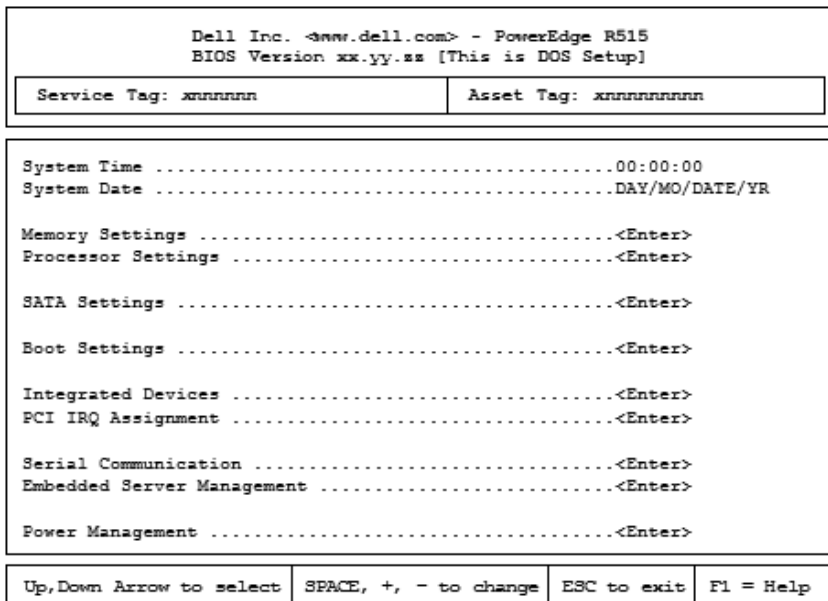 Dell Inc. <www.dell.com> - PowerEdge R515
BIOS Version xx.yy.zz [This is DOS Setup]
Service Tag: xnnnnnn Asset Tag: xnnnnnnnnn
System Time ..........................................00:00:00
System Date ..........................................DAY/MO/DATE/YR
Memory Settings ......................................<Enter>
Processor Settings ...................................<Enter>
SATA Settings ........................................<Enter>
Boot Settings ........................................<Enter>
Integrated Devices ...................................<Enter>
PCI IRQ Assignment ...................................<Enter>
Serial Communication .................................<Enter>
Embedded Server Management ...........................<Enter>
Power Management .....................................<Enter>
Up,Down Arrow to select SPACE, +, - to change ESC to exit F1 = Help